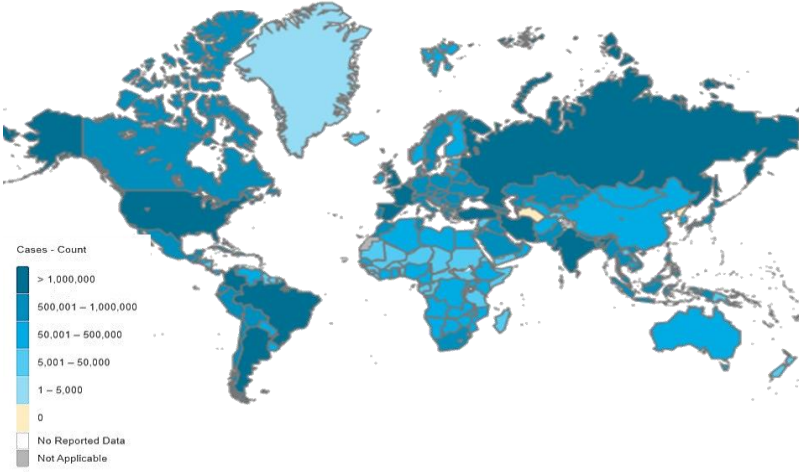 Cases - Count
> 1,000,000
500,001 – 1,000,000
50,001 – 500,000
5,001 – 50,000
1 – 5,000
0
No Reported Data
Not Applicable